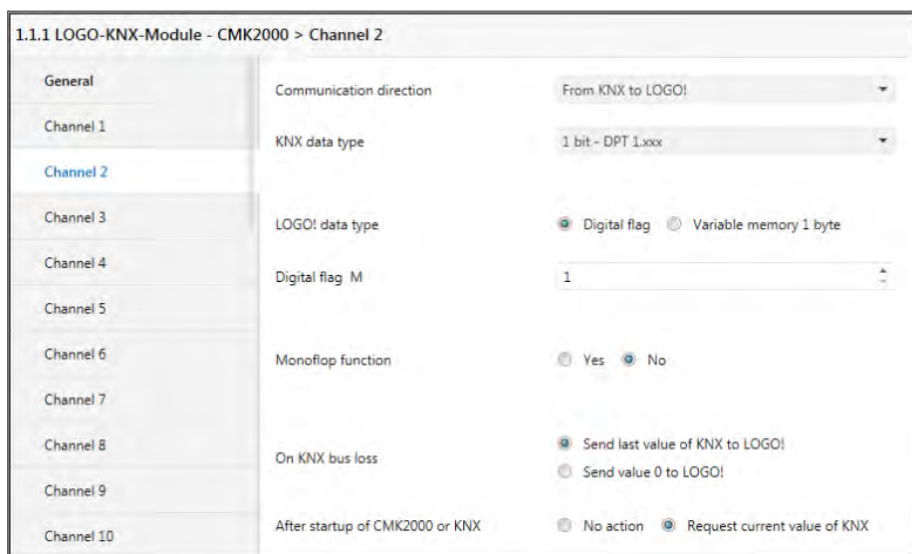 1.1.1 LOGO-KNX-Module - CMK2000 > Channel 2
General
Channel 1
Channel 2
Channel 3
Channel 4
Channel 5
Channel 6
Channel 7
Channel 8
Channel 9
Channel 10
Communication direction From KNX to LOGO!
KNX data type 1 bit - DPT 1.xxx
LOGO! data type Digital flag Variable memory 1 byte
Digital flag M 1
Monoflop function Yes No
On KNX bus loss
Send last value of KNX to LOGO!
Send value 0 to LOGO!
After startup of CMK2000 or KNX No action Request current value of KNX